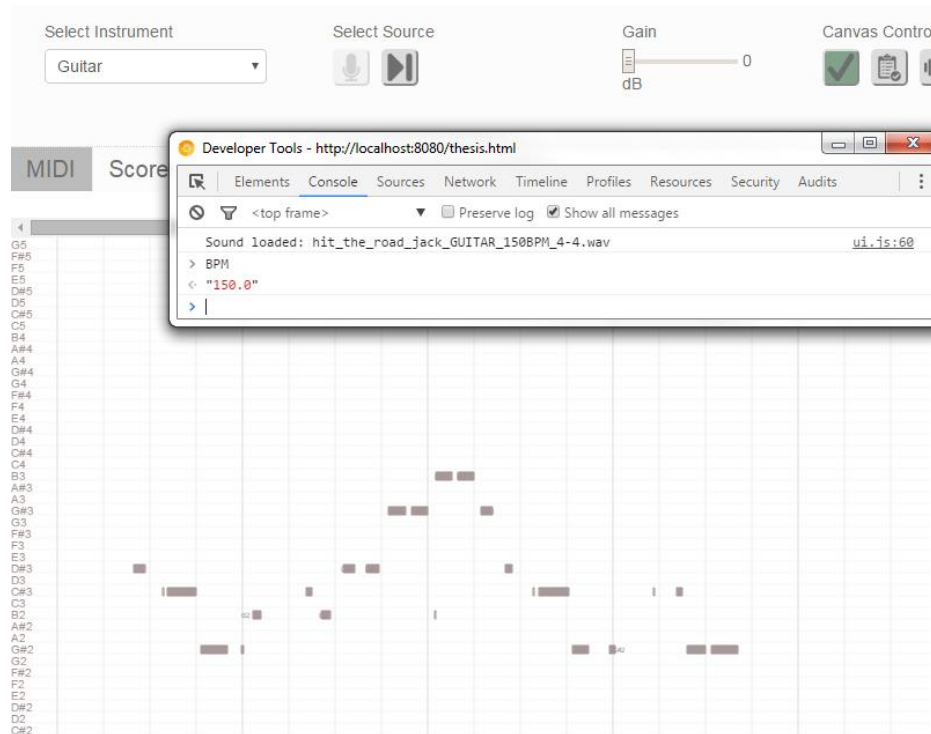 Select Instrument
Select Source
Gain
Canvas Contro
Guitar
0
dB
MIDI
Score
Developer Tools - http://localhost:8080/thesis.html
Elements Console Sources Network Timeline Profiles Resources Security Audits
<top frame> Preserve log Show all messages
Sound loaded: hit_the_road_jack_GUITAR_150BPM_4-4.wav ui.js:60
> BPM
"150.0"
>
G5
F#5
F5
E5
D#5
D5
C#5
C5
B4
A#4
A4
G#4
G4
F#4
F4
E4
D#4
D4
C#4
C4
B3
A#3
A3
G#3
G3
F#3
F3
E3
D#3
D3
C#3
C3
B2
A#2
A2
G#2
G2
F#2
F2
E2
D#2
D2
C#2